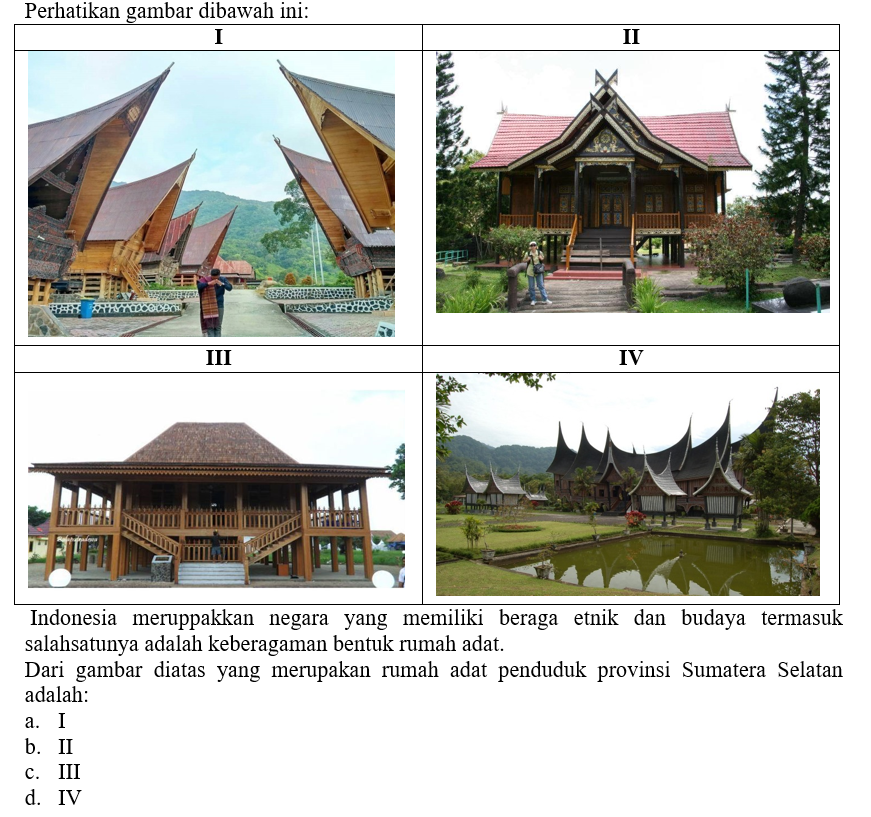 Perhatikan gambar dibawah ini:
I
II
III
IV
Indonesia meruppakkan negara yang memiliki beraga etnik dan budaya termasuk
salahsatunya adalah keberagaman bentuk rumah adat.
Dari gambar diatas yang merupakan rumah adat penduduk provinsi Sumatera Selatan
adalah:
a. I
b. II
c. III
d. IV